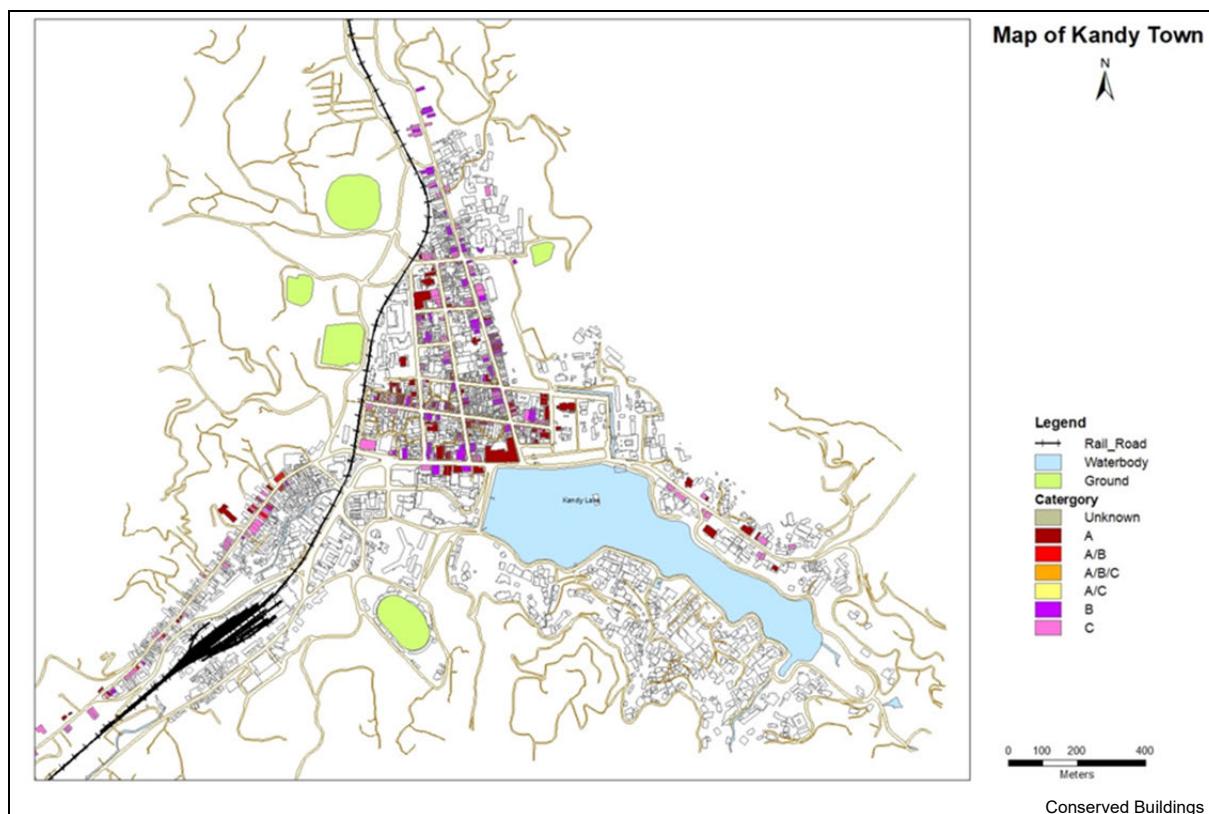 Map of Kandy Town
N
Kandy Lake
Legend
Rail_Road
Waterbody
Ground
Catergory
Unknown
A
A/B
A/B/C
A/C
B
C
0 100 200 400
Meters
Conserved Buildings